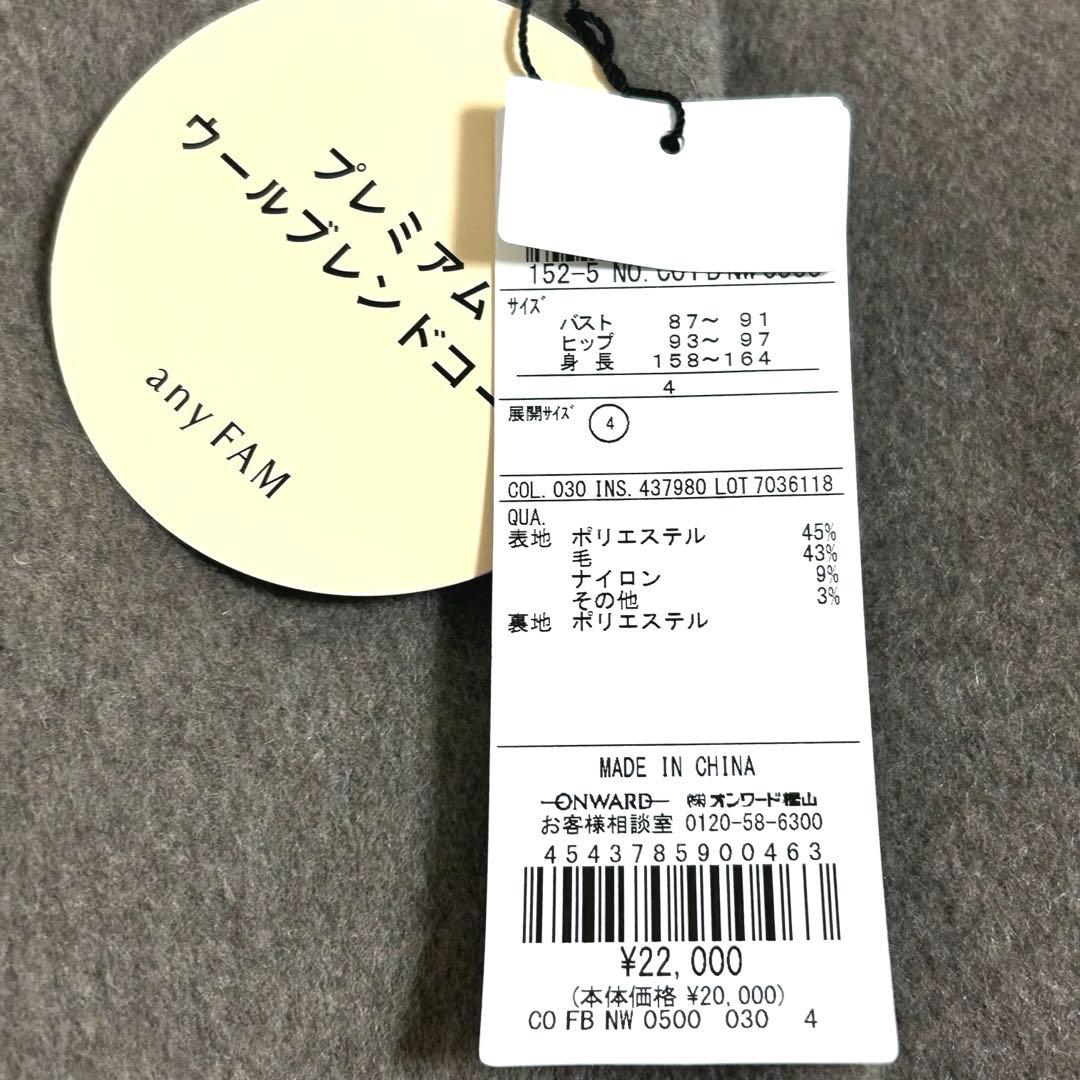 プレミアム
ウールブレンドコー
any FAM
152-5 NO. CO FB NW 0500
サイズ
バスト 87〜 91
ヒップ 93〜 97
身長 158〜164
4
展開サイズ 4
COL. 030 INS. 437980 LOT 7036118
QUA.
表地 ポリエステル 45%
毛 43%
ナイロン 9%
その他 3%
裏地 ポリエステル
MADE IN CHINA
ONWARD ㈱オンワード樫山
お客様相談室 0120-58-6300
4543785900463
¥22,000
(本体価格 ¥20,000)
CO FB NW 0500 030 4